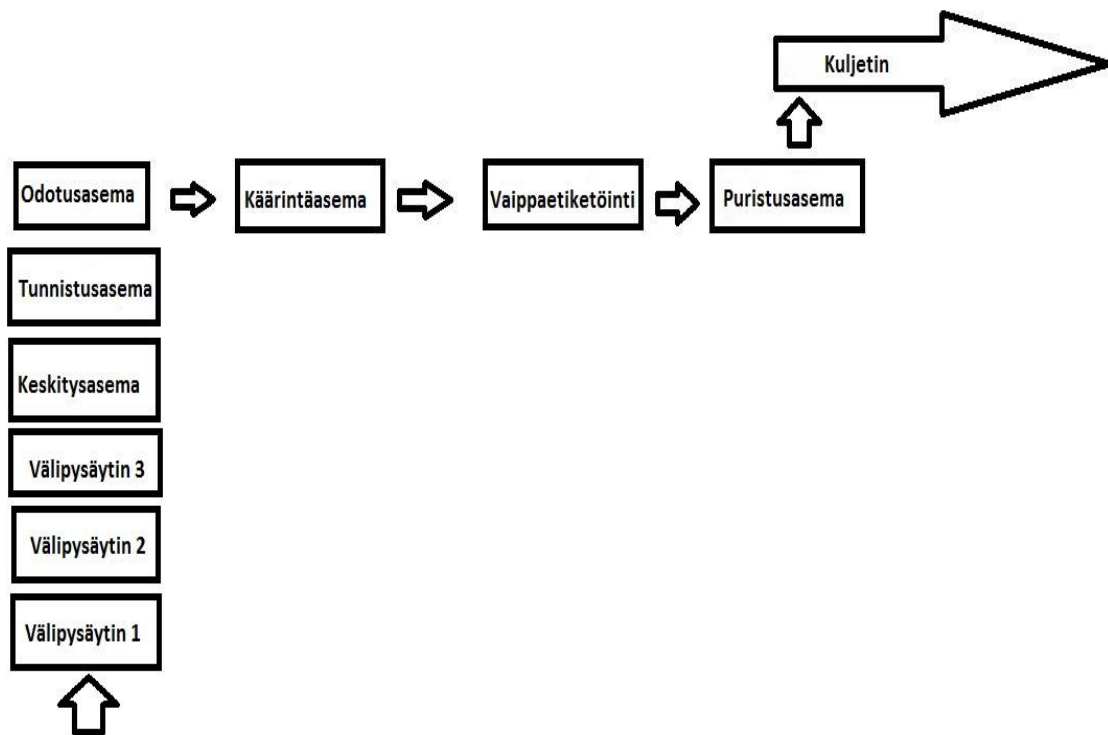 Kuljetin
Odotusasema
Käärintäasema
Vaippaetiketöinti
Puristusasema
Tunnistusasema
Keskitysasema
Välipysäytin 3
Välipysäytin 2
Välipysäytin 1